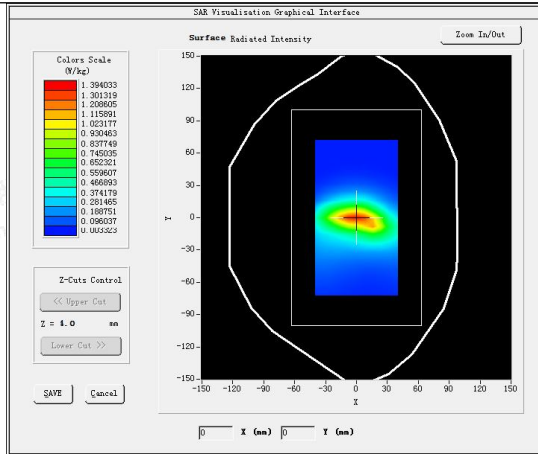 SAR Visualisation Graphical Interface
Surface Radiated Intensity
Zoom In/Out
Colors Scale
(W/kg)
1.394033
1.301319
1.208605
1.115891
1.023177
0.930463
0.837749
0.745035
0.652321
0.559607
0.466893
0.374179
0.281465
0.188751
0.096037
0.003323
Z-Cuts Control
<< Upper Cut
Z = 4.0 mm
Lower Cut >>
SAVE Cancel
150-
120-
90-
60-
30-
Y
0-
-30-
-60-
-90-
-120-
-150-
-150 -120 -90 -60 -30 0 30 60 90 120 150
X
0 X (mm) 0 Y (mm)